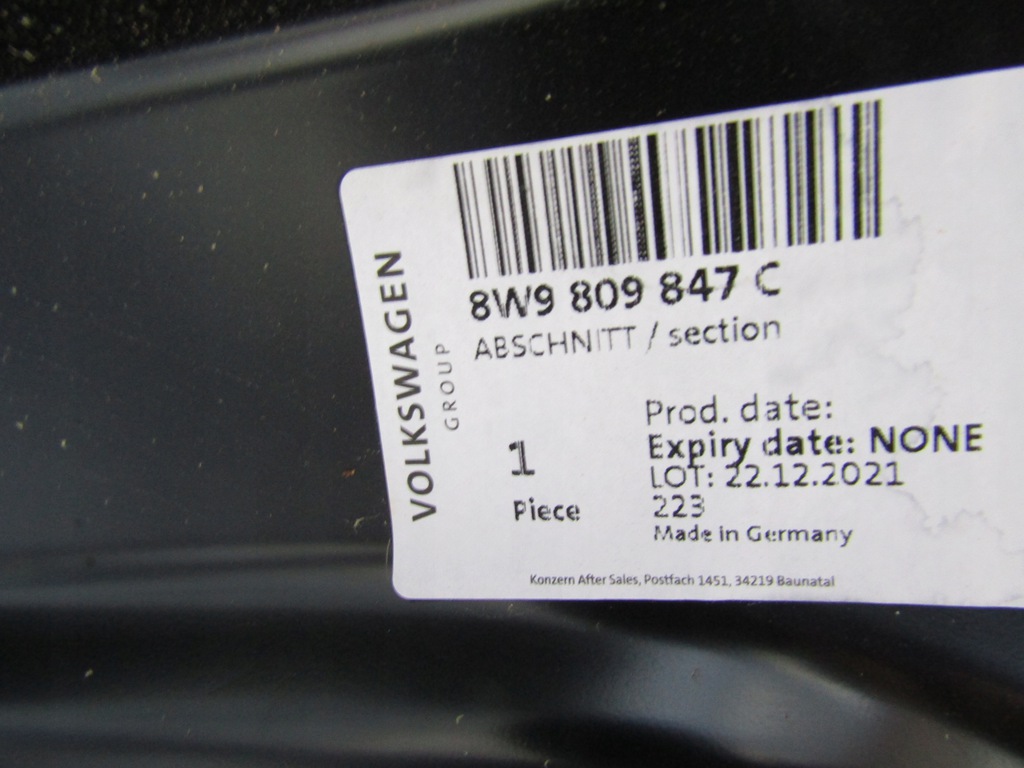 VOLKSWAGEN
GROUP
8W9 809 847 C
ABSCHNITT / section
1
Piece
Prod. date:
Expiry date: NONE
LOT: 22.12.2021
223
Made in Germany
Konzern After Sales, Postfach 1451, 34219 Baunatal